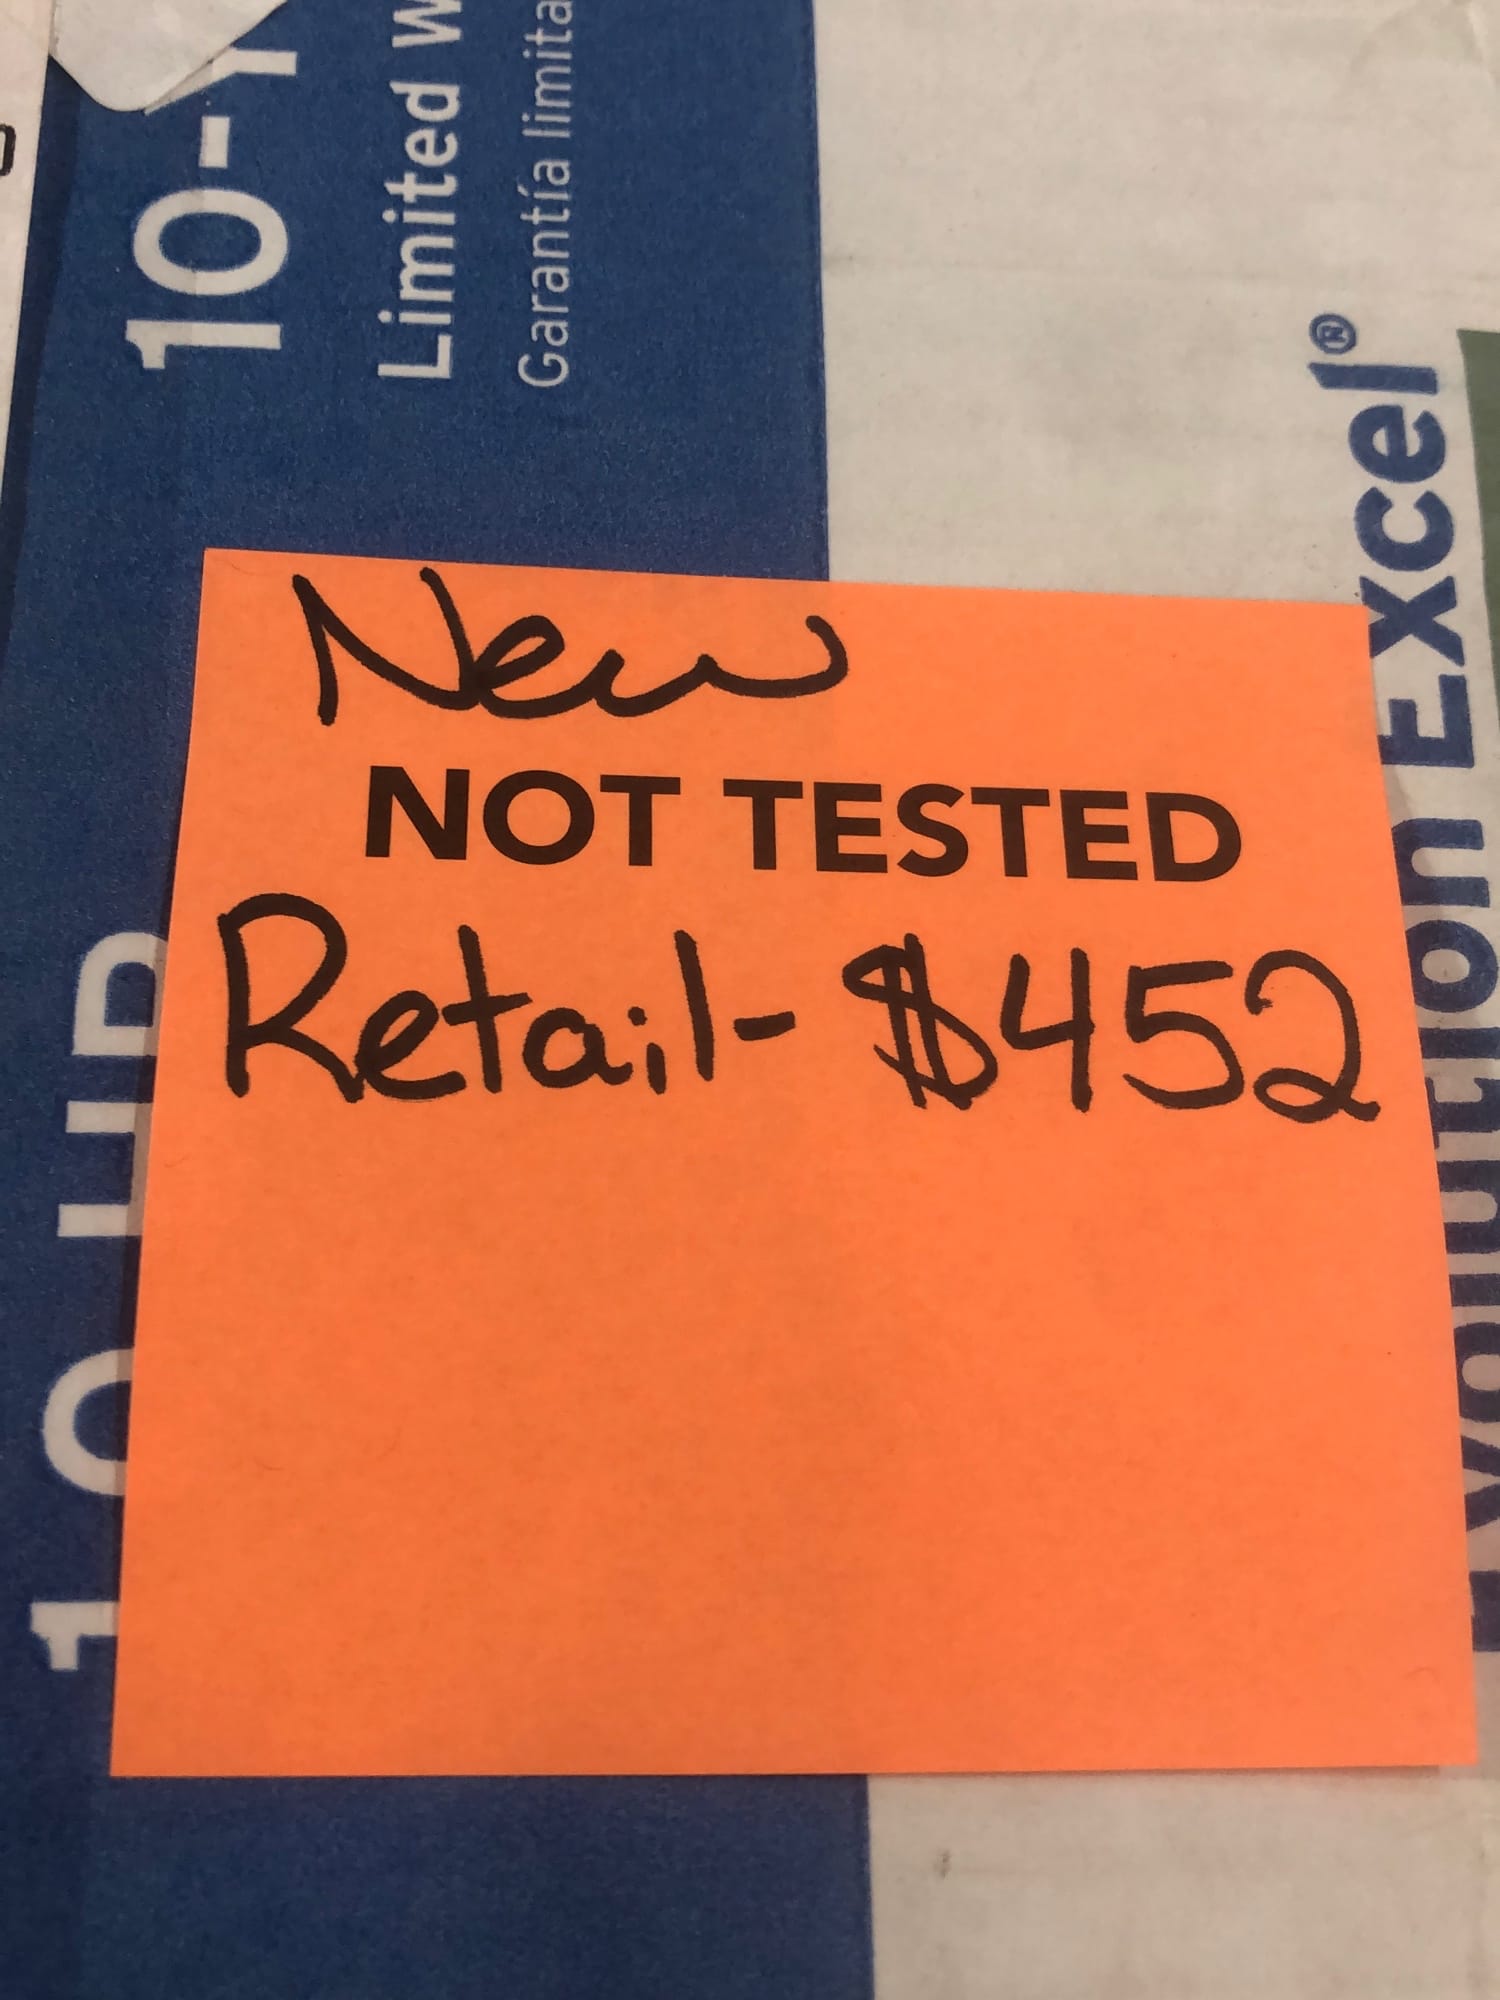 10-Y
Limited W
Garantía limita
Excel®
New
NOT TESTED
Retail- $452